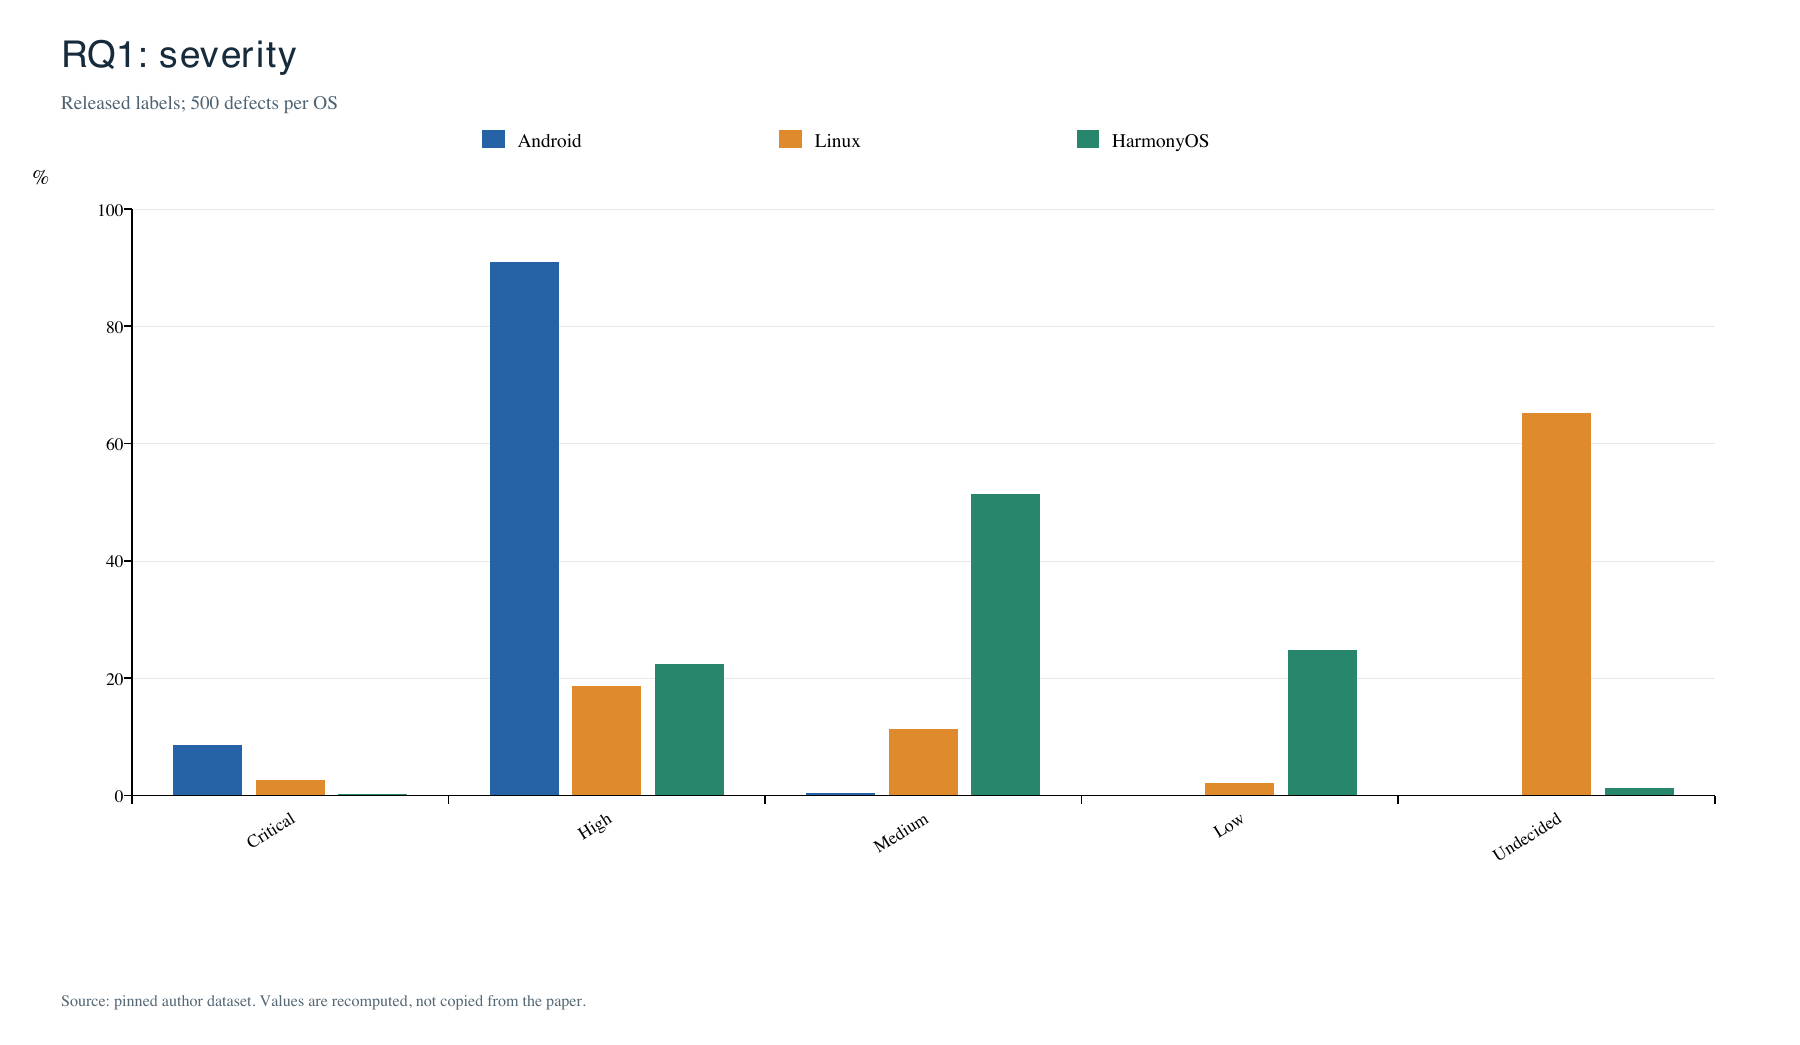 RQ1: severity
Released labels; 500 defects per OS
Android Linux HarmonyOS
%
100
80
60
40
20
0
Critical High Medium Low Undecided
Source: pinned author dataset. Values are recomputed, not copied from the paper.